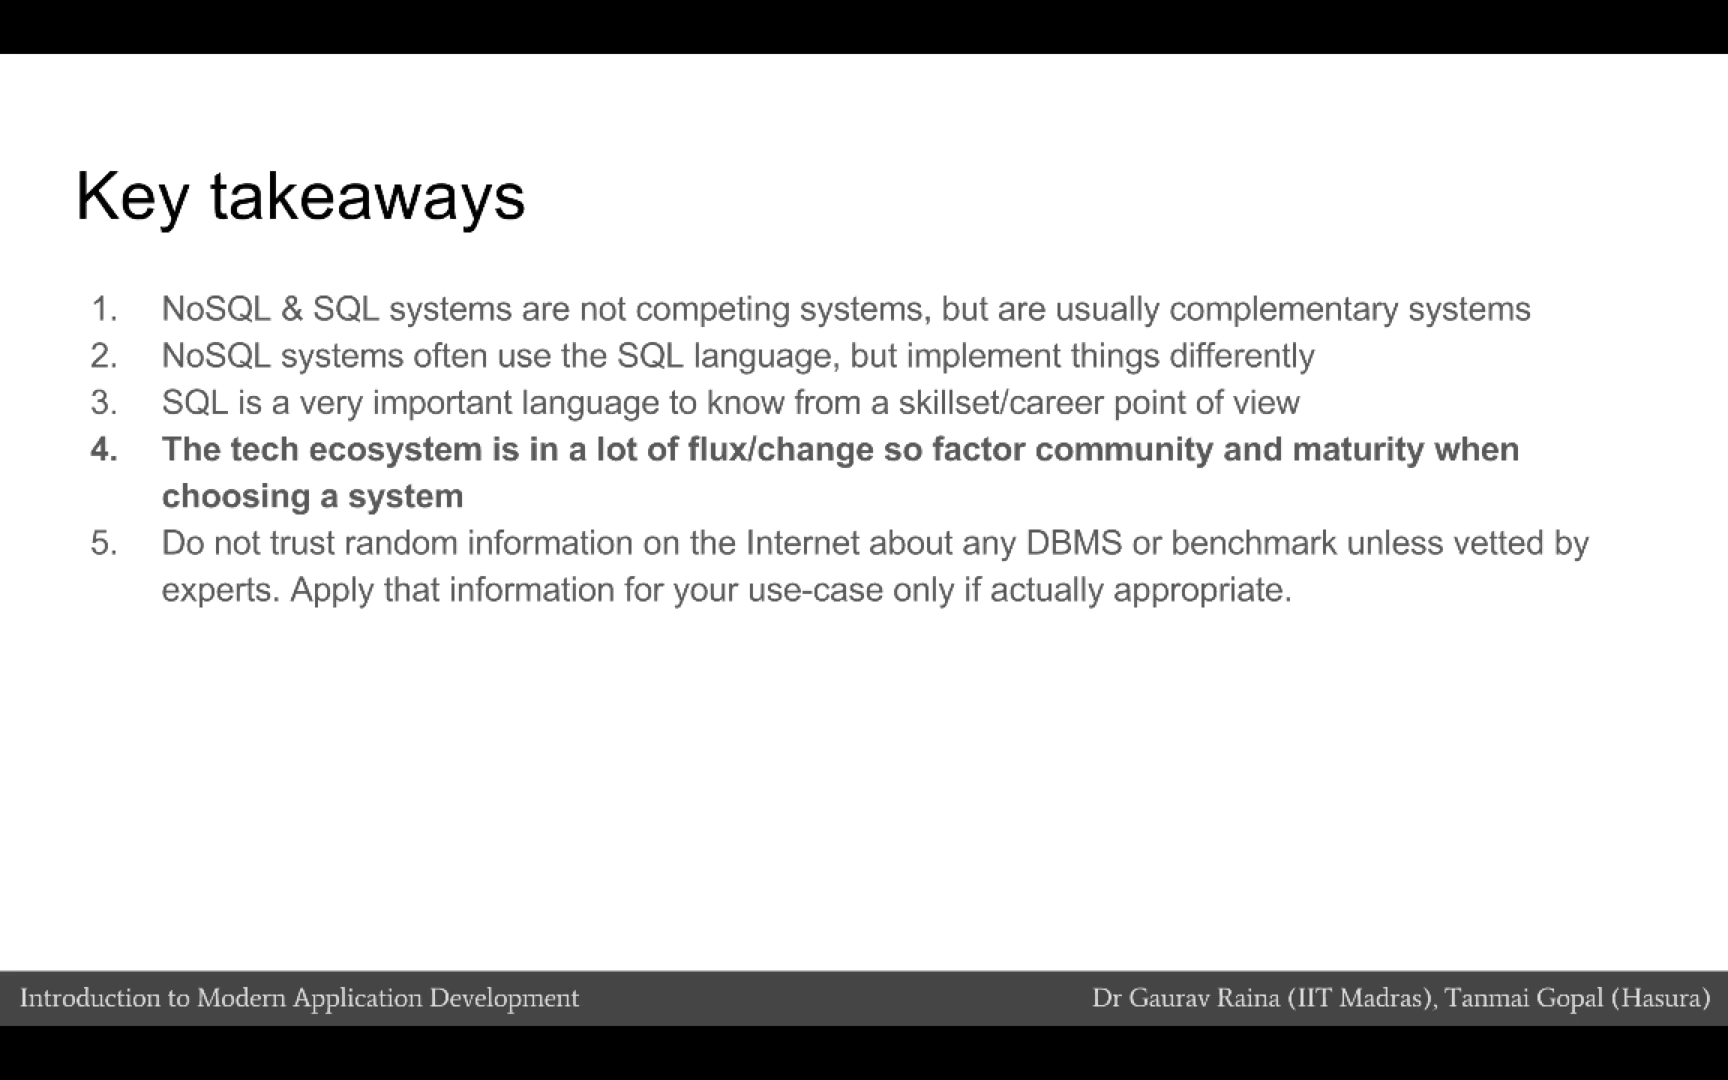 Key takeaways
1. NoSQL & SQL systems are not competing systems, but are usually complementary systems
2. NoSQL systems often use the SQL language, but implement things differently
3. SQL is a very important language to know from a skillset/career point of view
4. The tech ecosystem is in a lot of flux/change so factor community and maturity when
choosing a system
5. Do not trust random information on the Internet about any DBMS or benchmark unless vetted by
experts. Apply that information for your use-case only if actually appropriate.
Introduction to Modern Application Development
Dr Gaurav Raina (IIT Madras), Tanmai Gopal (Hasura)